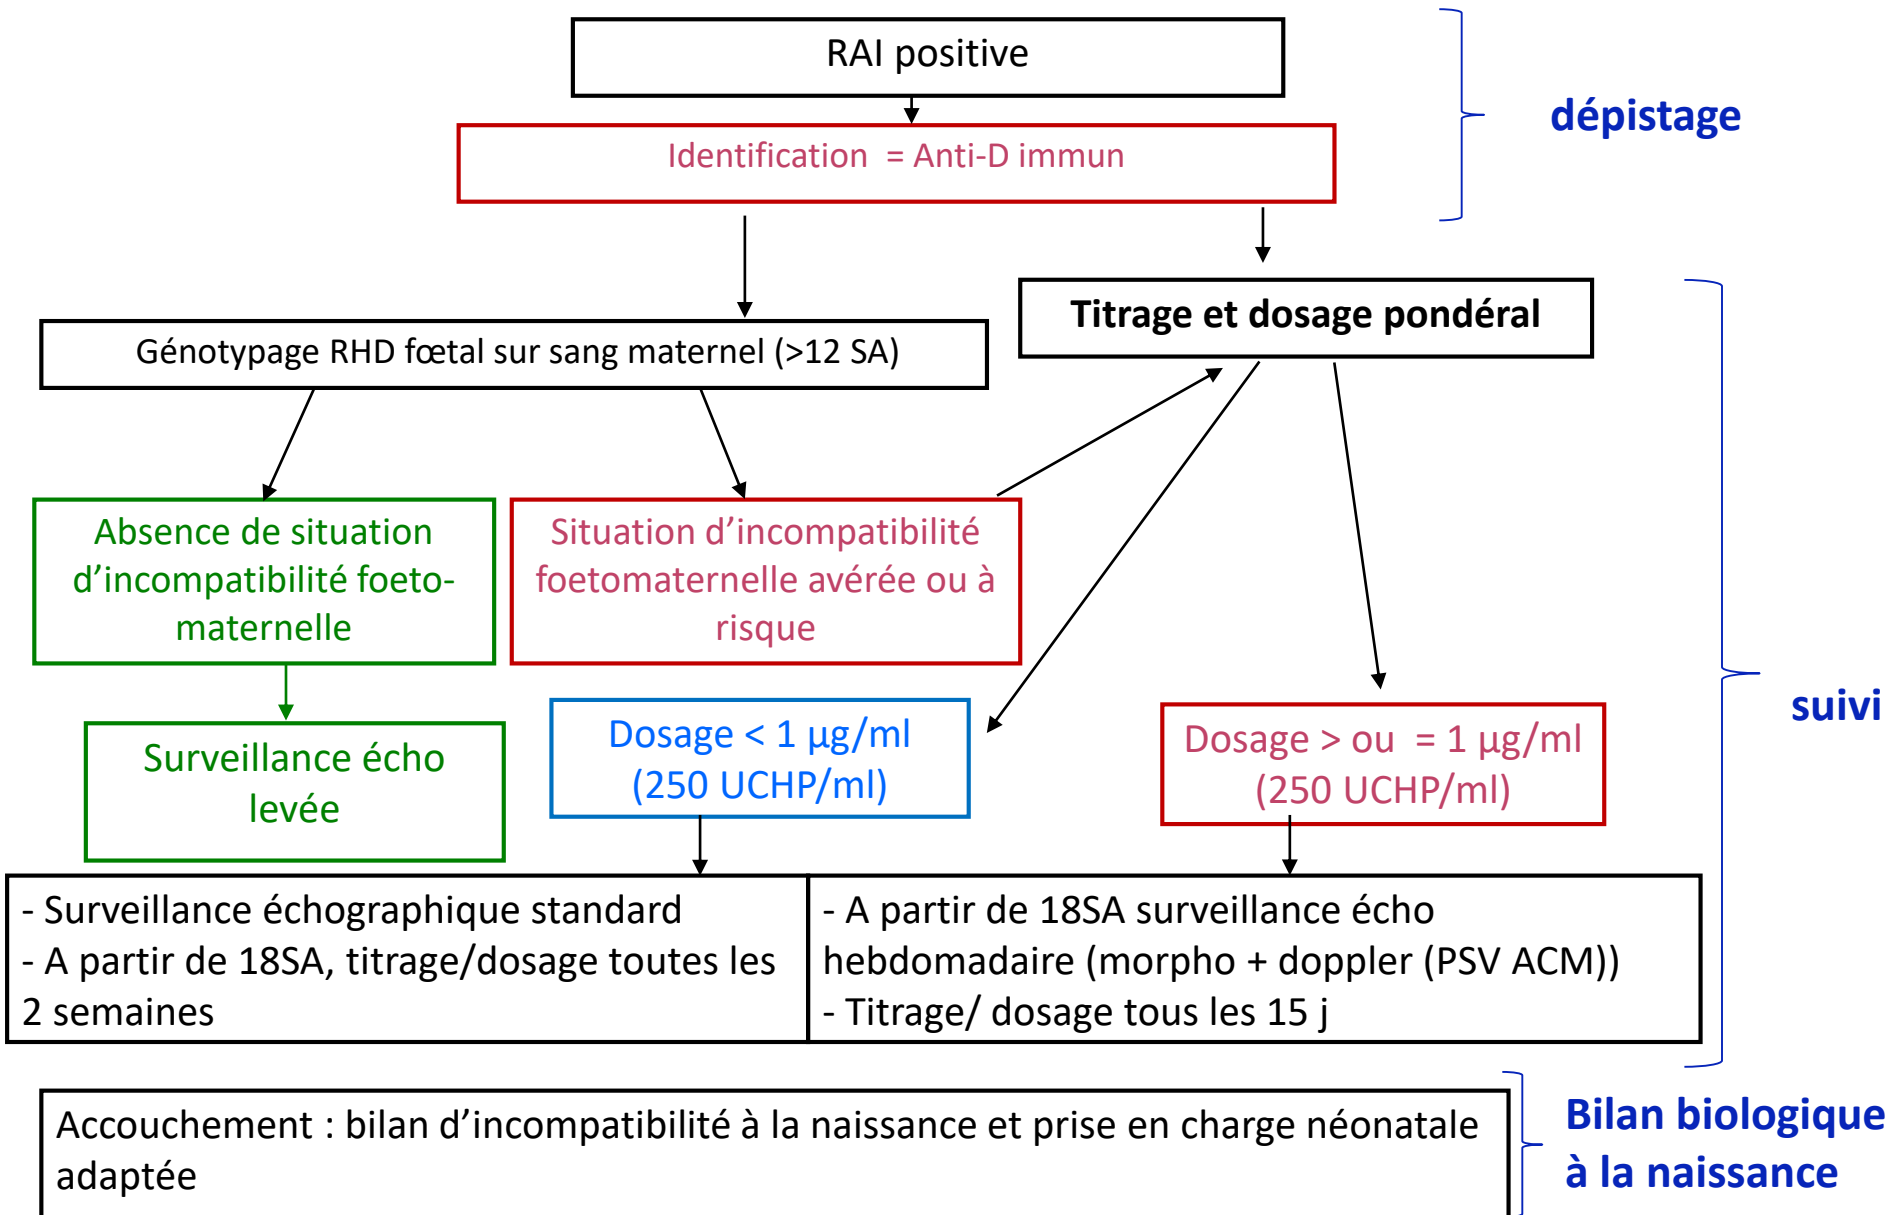 RAI positive
dépistage
Identification  = Anti-D immun
Titrage et dosage pondéral
Génotypage RHD fœtal sur sang maternel (>12 SA)
Absence de situation
d’incompatibilité foeto-
maternelle
Situation d’incompatibilité
foetomaternelle avérée ou à
risque
suivi
Surveillance écho
levée
Dosage < 1 µg/ml
(250 UCHP/ml)
Dosage > ou  = 1 µg/ml
(250 UCHP/ml)
- Surveillance échographique standard
- A partir de 18SA, titrage/dosage toutes les
2 semaines
- A partir de 18SA surveillance écho
hebdomadaire (morpho + doppler (PSV ACM))
- Titrage/ dosage tous les 15 j
Accouchement : bilan d’incompatibilité à la naissance et prise en charge néonatale
adaptée
Bilan biologique
à la naissance